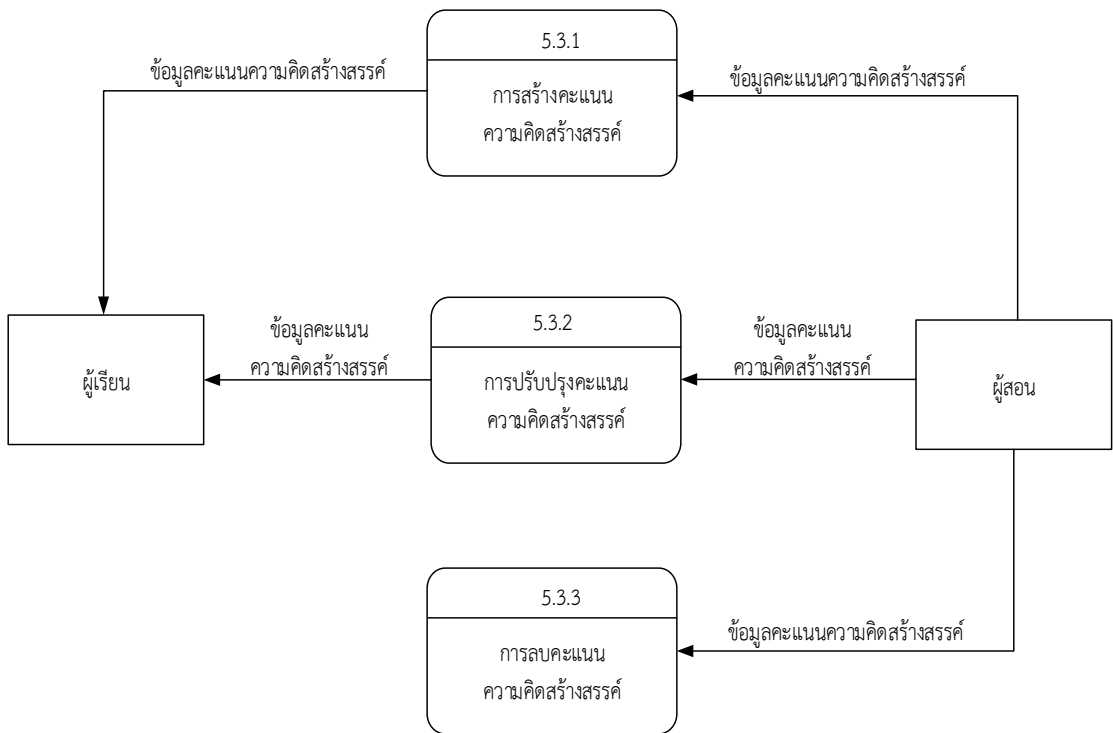 5.3.1
ข้อมูลคะแนนความคิดสร้างสรรค์
ข้อมูลคะแนนความคิดสร้างสรรค์
การสร้างคะแนน
ความคิดสร้างสรรค์
5.3.2
ข้อมูลคะแนน
ความคิดสร้างสรรค์
ข้อมูลคะแนน
ความคิดสร้างสรรค์
ผู้เรียน
การปรับปรุงคะแนน
ความคิดสร้างสรรค์
ผู้สอน
5.3.3
ข้อมูลคะแนนความคิดสร้างสรรค์
การลบคะแนน
ความคิดสร้างสรรค์